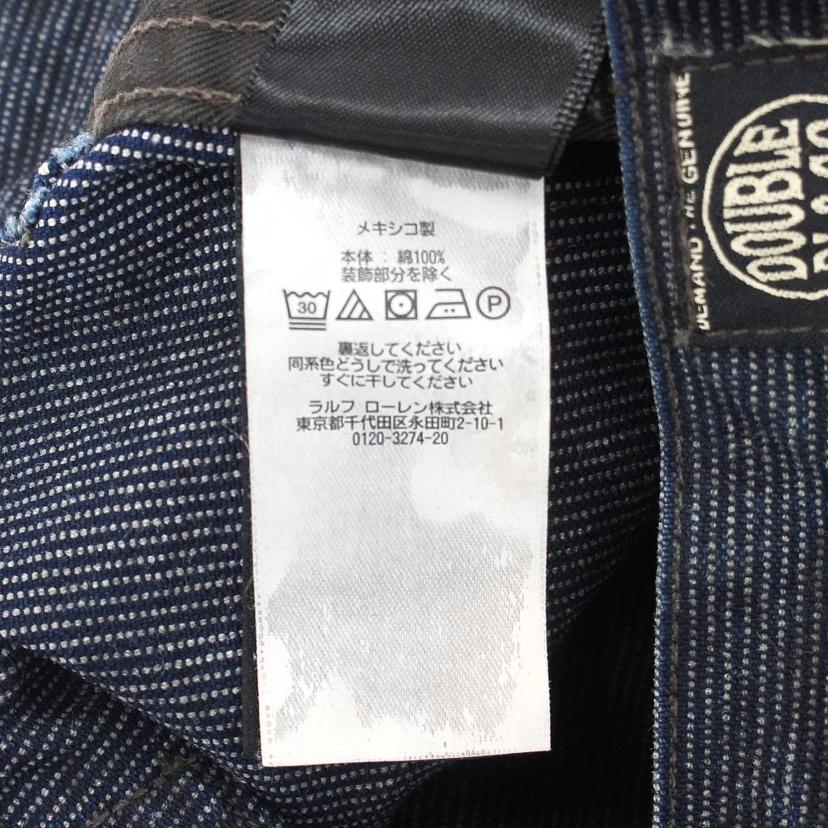 メキシコ製
本体 : 綿100%
装飾部分を除く
30 P
裏返してください
同系色どうしで洗ってください
すぐに干してください
ラルフ ローレン株式会社
東京都千代田区永田町2-10-1
0120-3274-20
DEMAND THE GENUINE
DOUBLE